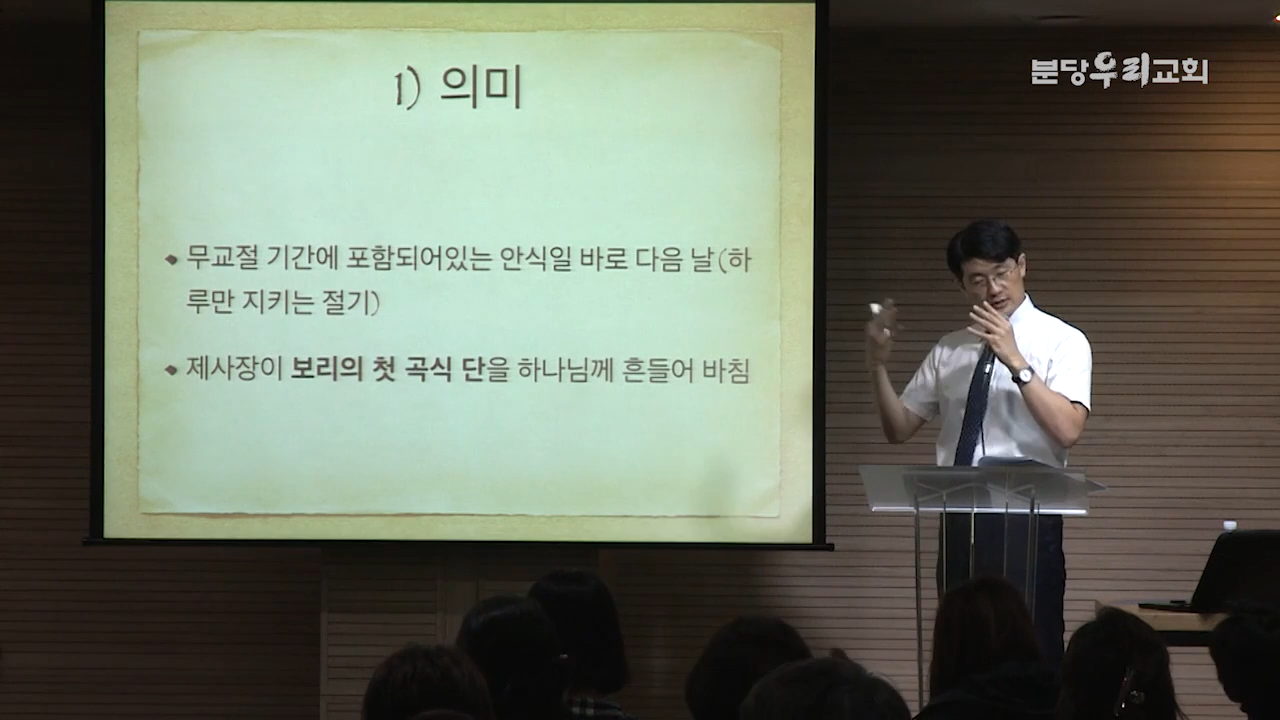 분당우리교회
1) 의미
무교절 기간에 포함되어있는 안식일 바로 다음 날(하
루만 지키는 절기)
제사장이 보리의 첫 곡식 단을 하나님께 흔들어 바침